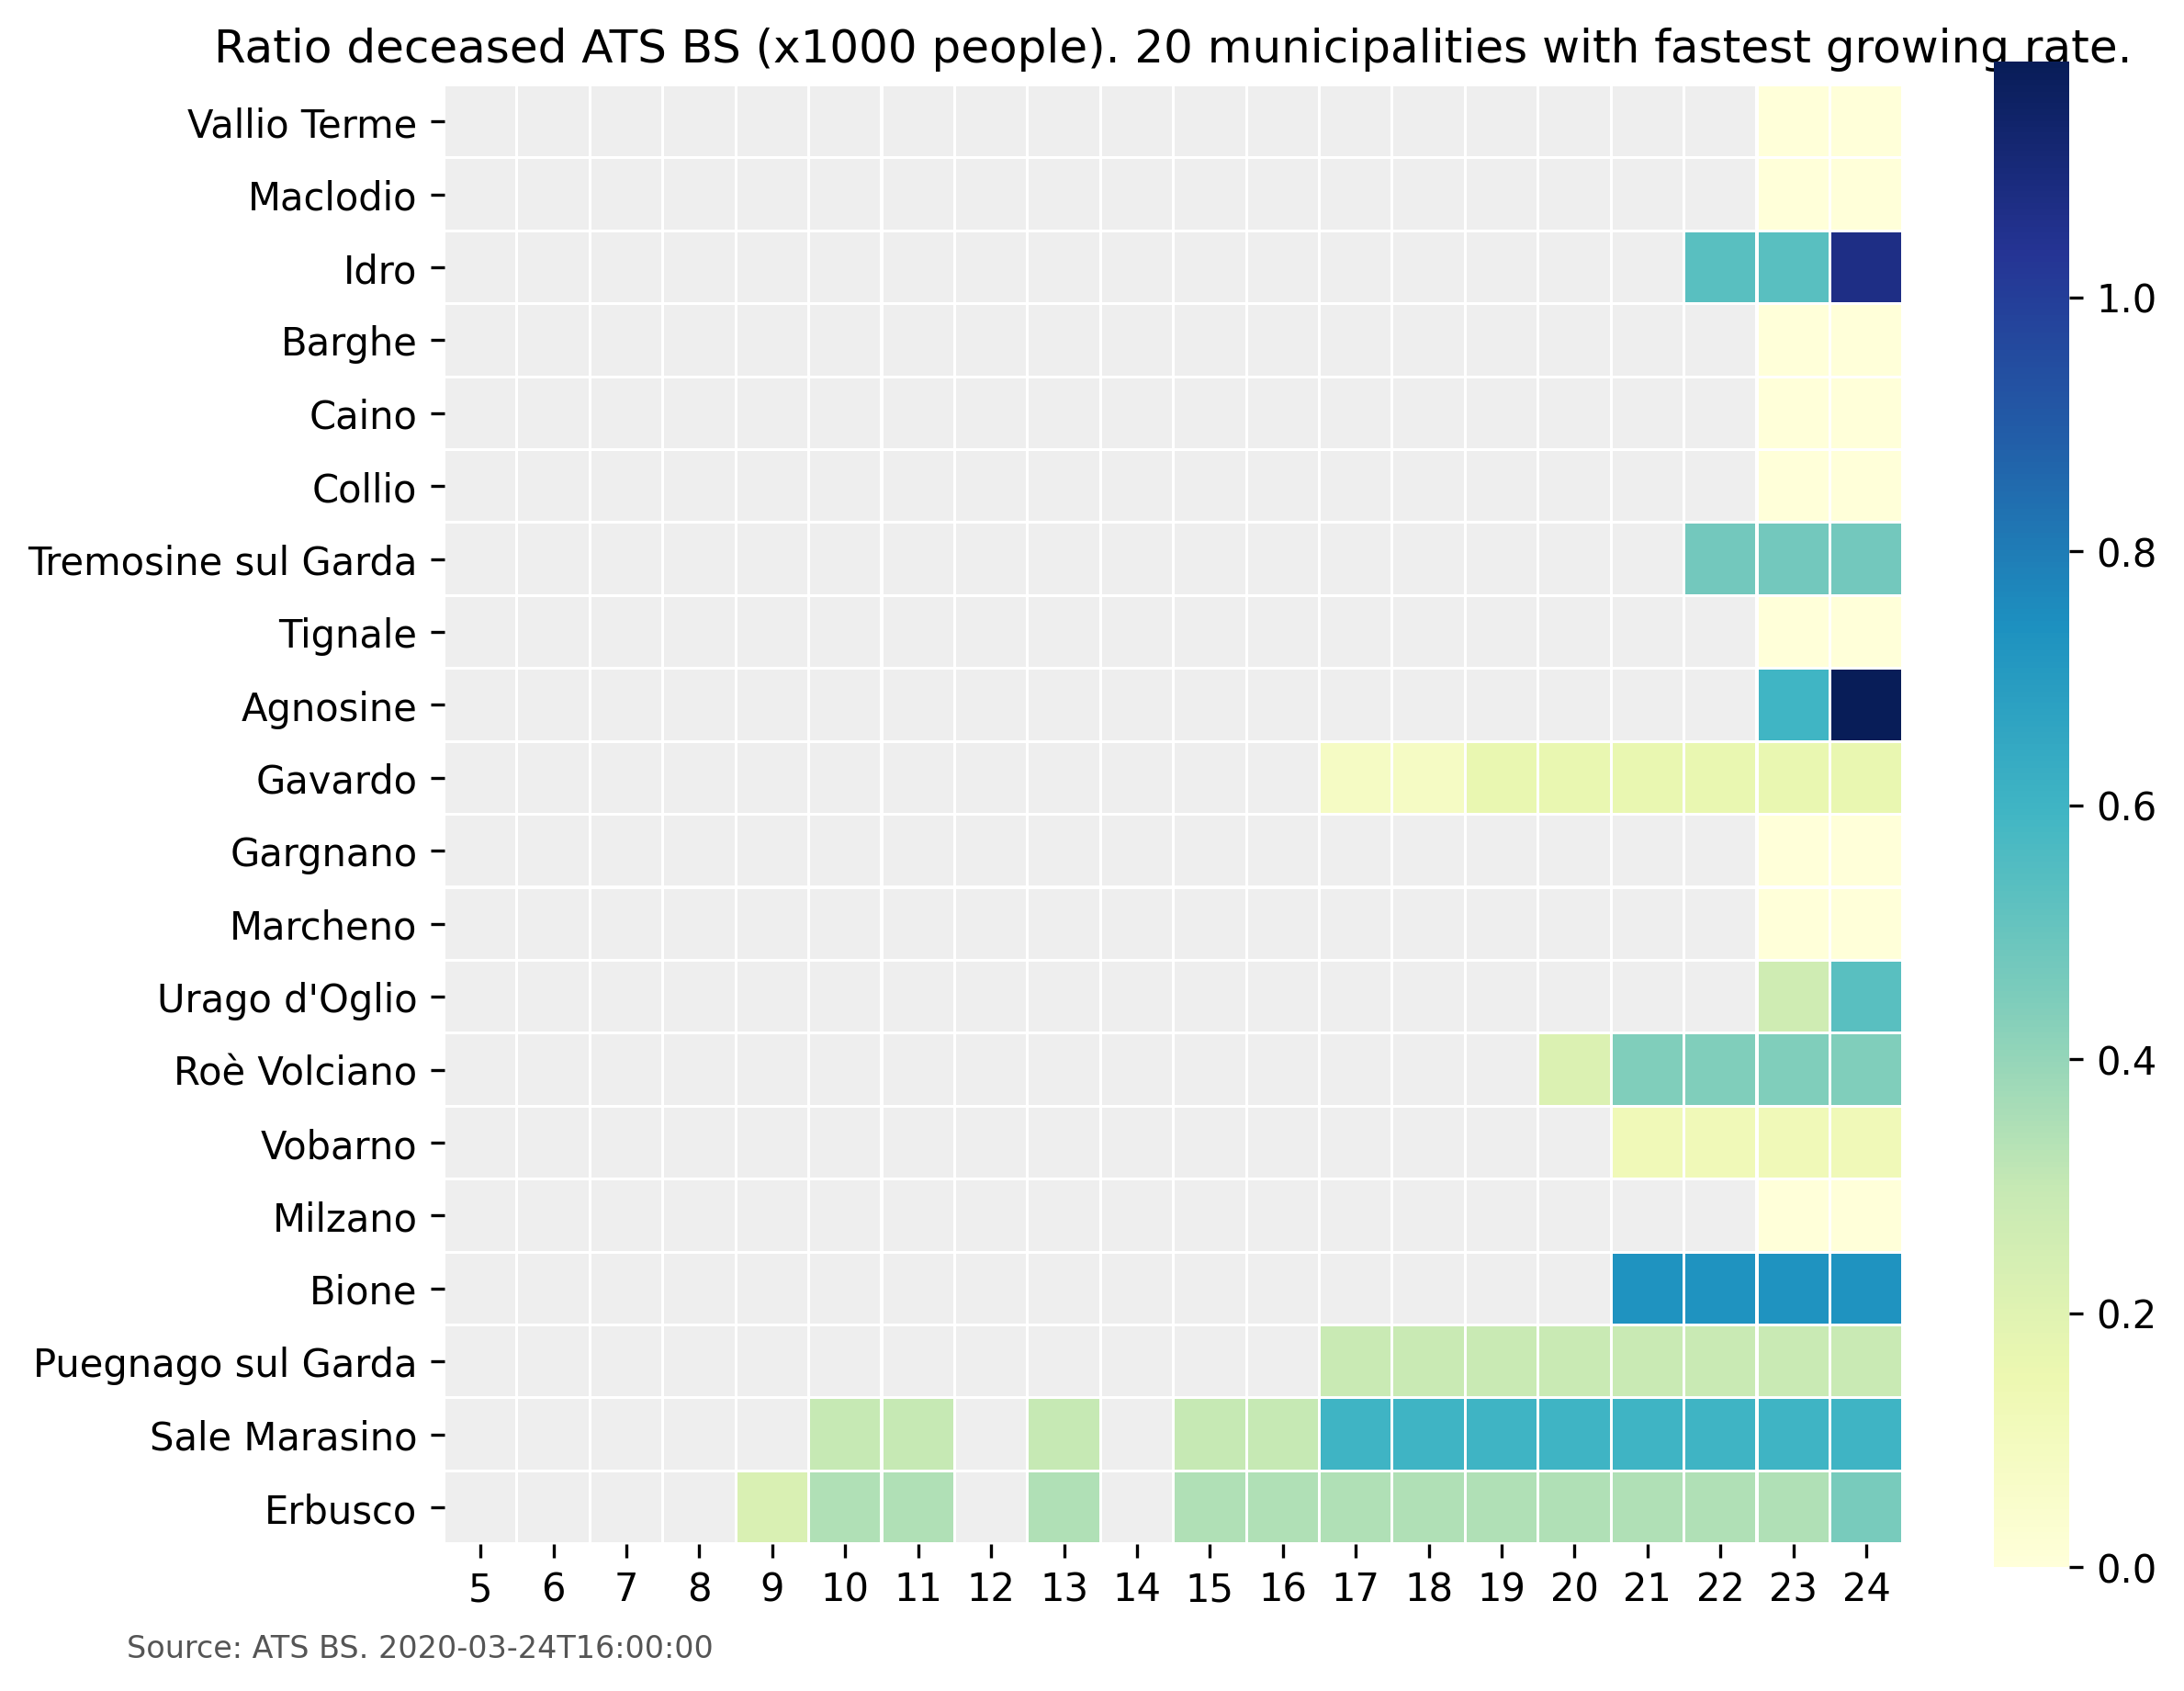 Ratio deceased ATS BS (x1000 people). 20 municipalities with fastest growing rate.
Vallio Terme
Maclodio
Idro
Barghe
Caino
Collio
Tremosine sul Garda
Tignale
Agnosine
Gavardo
Gargnano
Marcheno
Urago d'Oglio
Roè Volciano
Vobarno
Milzano
Bione
Puegnago sul Garda
Sale Marasino
Erbusco
5 6 7 8 9 10 11 12 13 14 15 16 17 18 19 20 21 22 23 24
1.0
0.8
0.6
0.4
0.2
0.0
Source: ATS BS. 2020-03-24T16:00:00